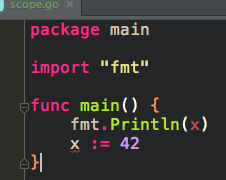 scope.go ×
package main
import "fmt"
func main() {
    fmt.Println(x)
    x := 42
}